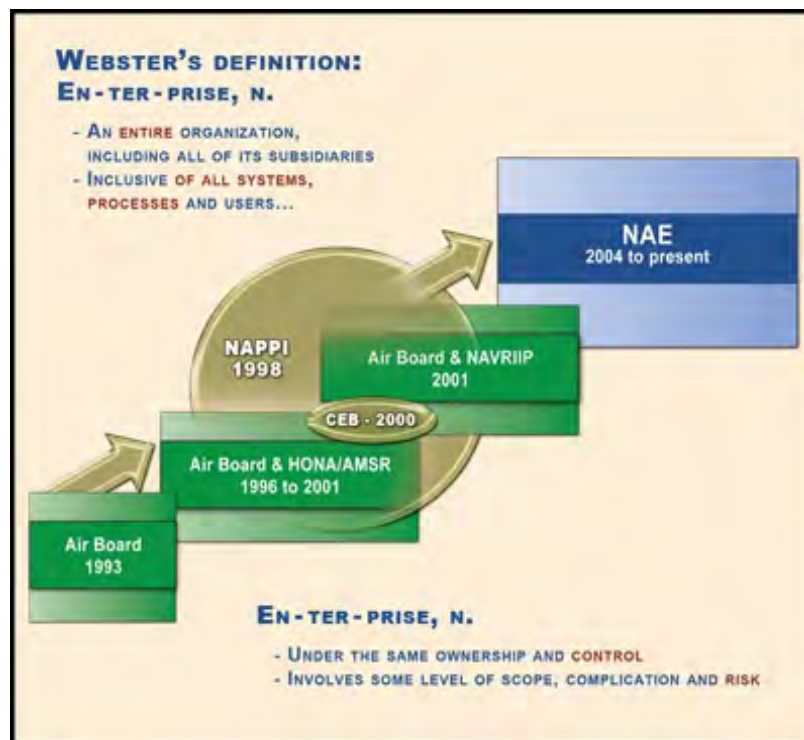 WEBSTER'S DEFINITION:
EN-TER-PRISE, N.
- AN ENTIRE ORGANIZATION,
INCLUDING ALL OF ITS SUBSIDIARIES
- INCLUSIVE OF ALL SYSTEMS,
PROCESSES AND USERS...
NAE
2004 to present
NAPPI
1998
Air Board & NAVRIIP
2001
CEB - 2000
Air Board & HONA/AMSR
1996 to 2001
Air Board
1993
EN-TER-PRISE, N.
- UNDER THE SAME OWNERSHIP AND CONTROL
- INVOLVES SOME LEVEL OF SCOPE, COMPLICATION AND RISK